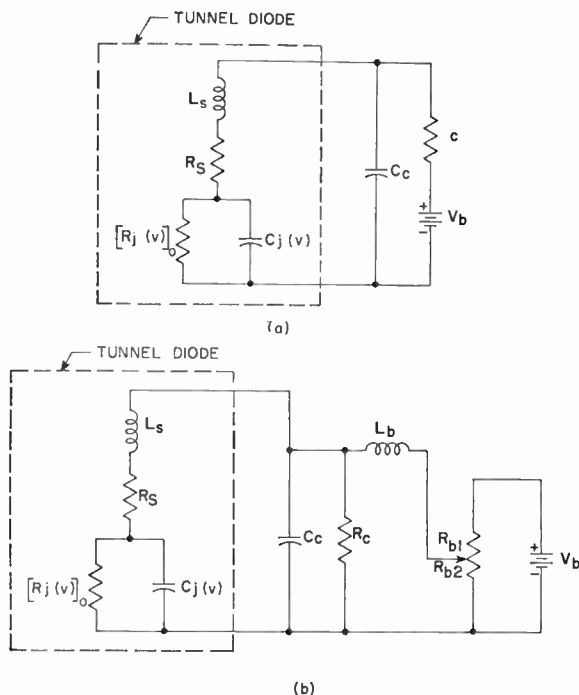 TUNNEL DIODE
Ls
RS
[Rj(v)]o
Cj(v)
Cc
c
+
Vb
-
(a)
TUNNEL DIODE
Ls
RS
[Rj(v)]o
Cj(v)
Cc
Rc
Lb
Rb1
Rb2
+
Vb
-
(b)